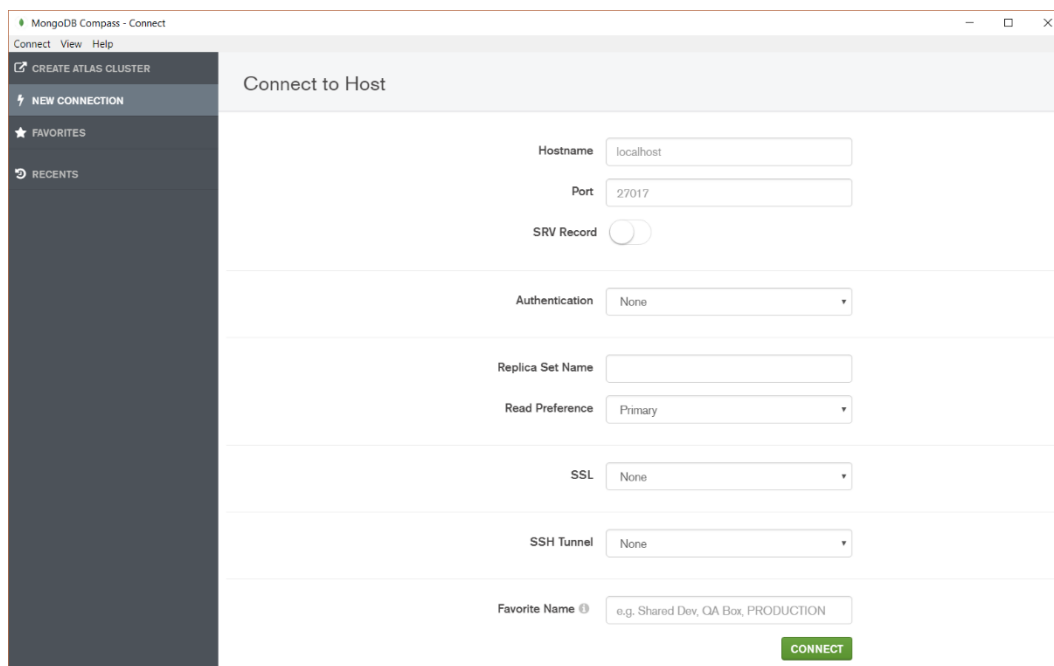 MongoDB Compass - Connect
Connect View Help
CREATE ATLAS CLUSTER
NEW CONNECTION
FAVORITES
RECENTS
Connect to Host
Hostname localhost
Port 27017
SRV Record
Authentication None
Replica Set Name
Read Preference Primary
SSL None
SSH Tunnel None
Favorite Name e.g. Shared Dev, QA Box, PRODUCTION
CONNECT